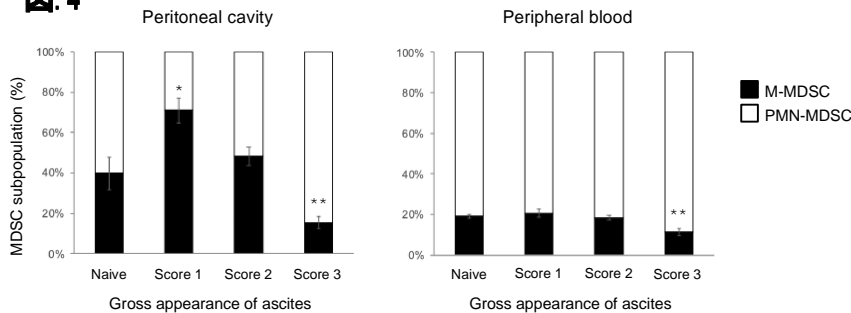 図. 4
Peritoneal cavity
Peripheral blood
MDSC subpopulation (%)
100%
80%
60%
40%
20%
0%
*
**
Naive Score 1 Score 2 Score 3
Gross appearance of ascites
100%
80%
60%
40%
20%
0%
**
Naive Score 1 Score 2 Score 3
Gross appearance of ascites
M-MDSC
PMN-MDSC